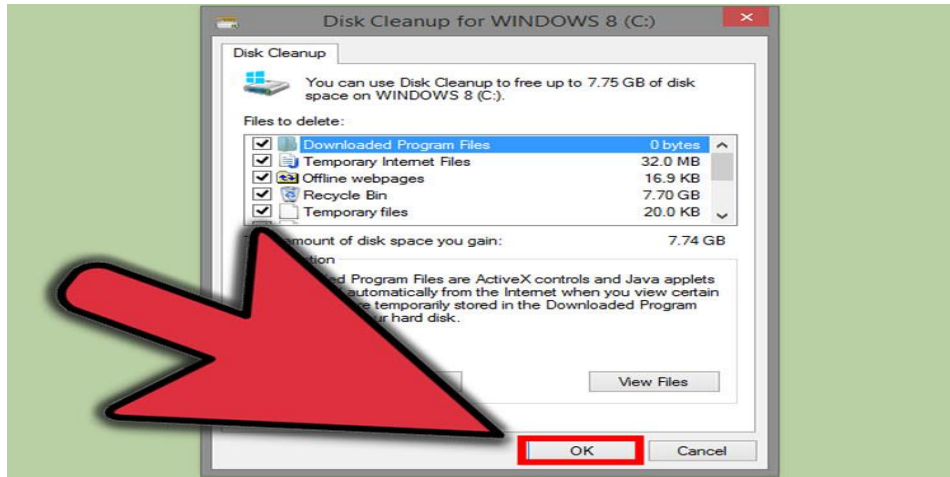 Disk Cleanup for WINDOWS 8 (C:)
Disk Cleanup
You can use Disk Cleanup to free up to 7.75 GB of disk
space on WINDOWS 8 (C:).
Files to delete:
Downloaded Program Files 0 bytes
Temporary Internet Files 32.0 MB
Offline webpages 16.9 KB
Recycle Bin 7.70 GB
Temporary files 20.0 KB
amount of disk space you gain: 7.74 GB
Program Files are ActiveX controls and Java applets
automatically from the Internet when you view certain
temporarily stored in the Downloaded Program
hard disk.
View Files
OK Cancel